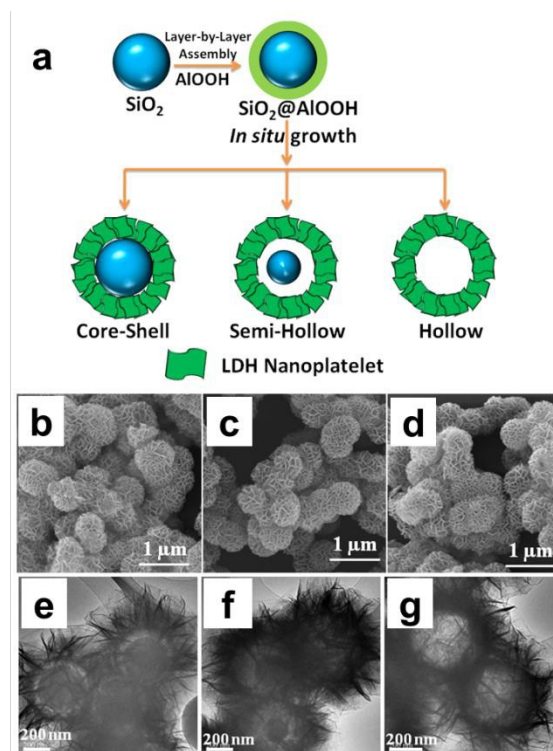 a
Layer-by-Layer
Assembly
AlOOH
SiO₂
SiO₂@AlOOH
In situ growth
Core-Shell
Semi-Hollow
Hollow
LDH Nanoplatelet
b
c
d
1 µm
1 µm
1 µm
e
f
g
200 nm
200 nm
200 nm